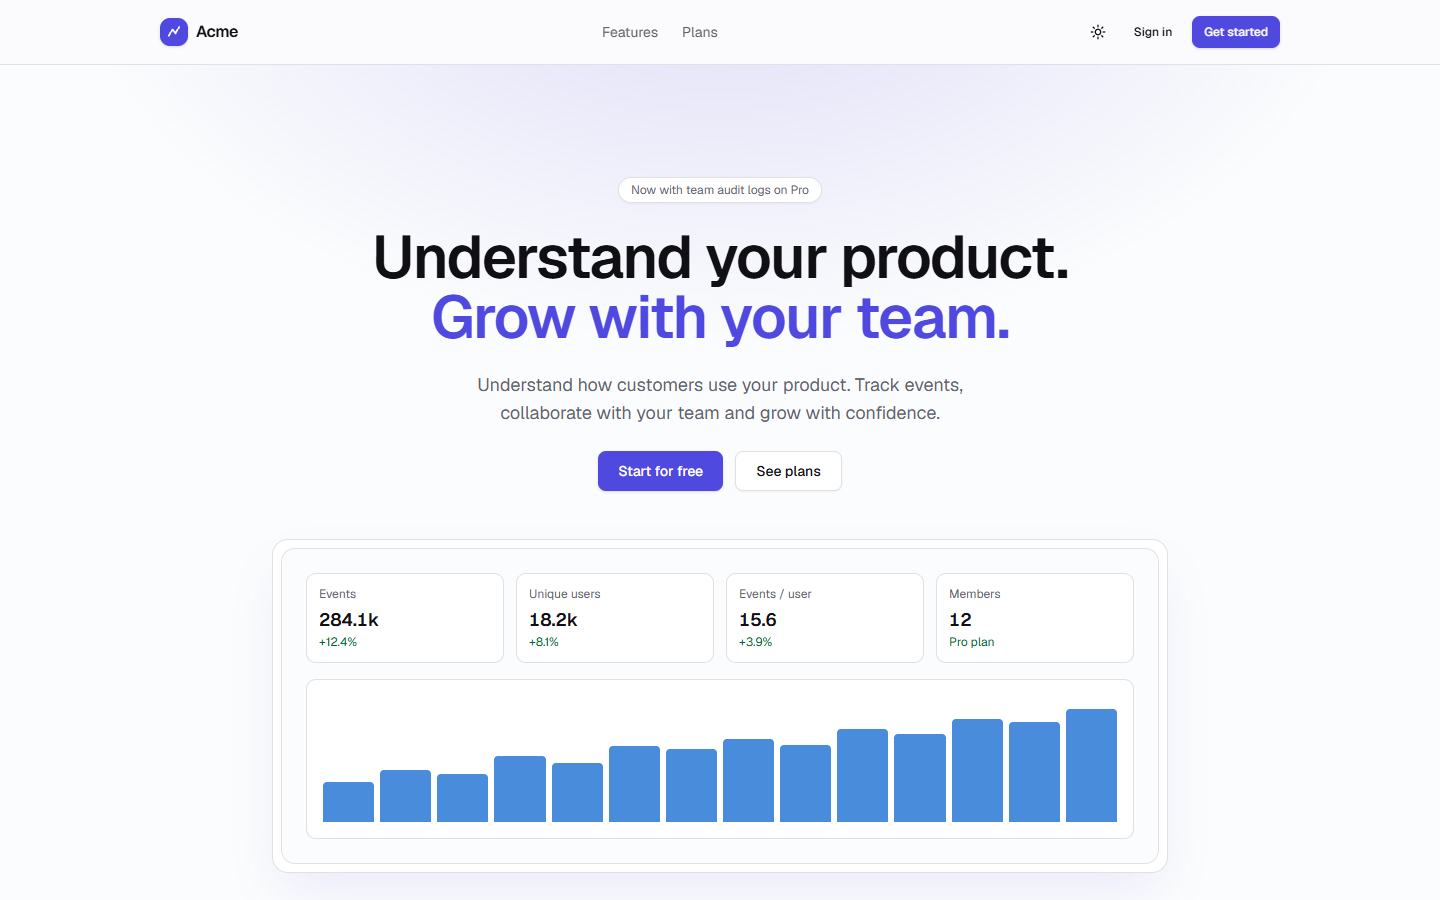 Acme
Features
Plans
Sign in
Get started
Now with team audit logs on Pro
Understand your product.
Grow with your team.
Understand how customers use your product. Track events,
collaborate with your team and grow with confidence.
Start for free
See plans
Events
284.1k
+12.4%
Unique users
18.2k
+8.1%
Events / user
15.6
+3.9%
Members
12
Pro plan